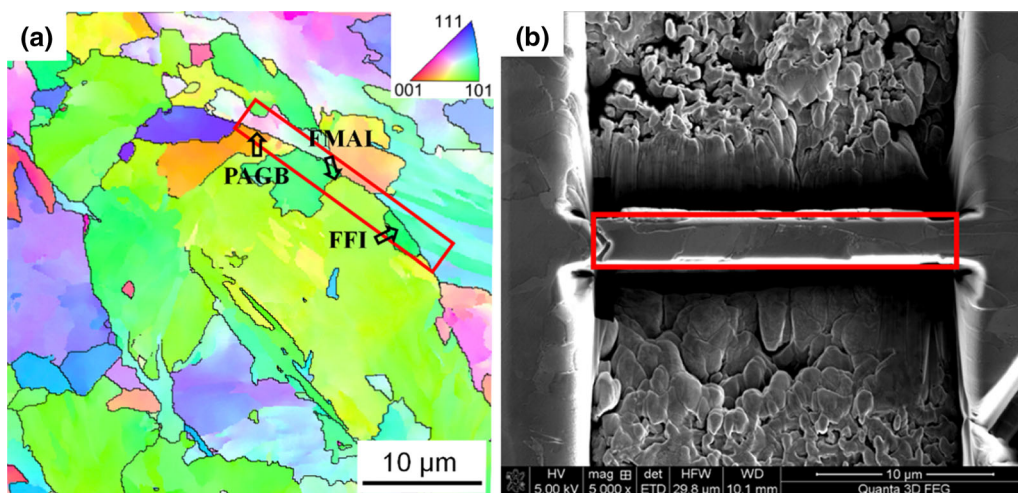 (a)
111
001
101
FMAI
PAGB
FFI
10 µm
(b)
HV
mag
det
HFW
WD
10 µm
5.00 kV
5 000 x
ETD
29.8 µm
10.1 mm
Quanta 3D FEG